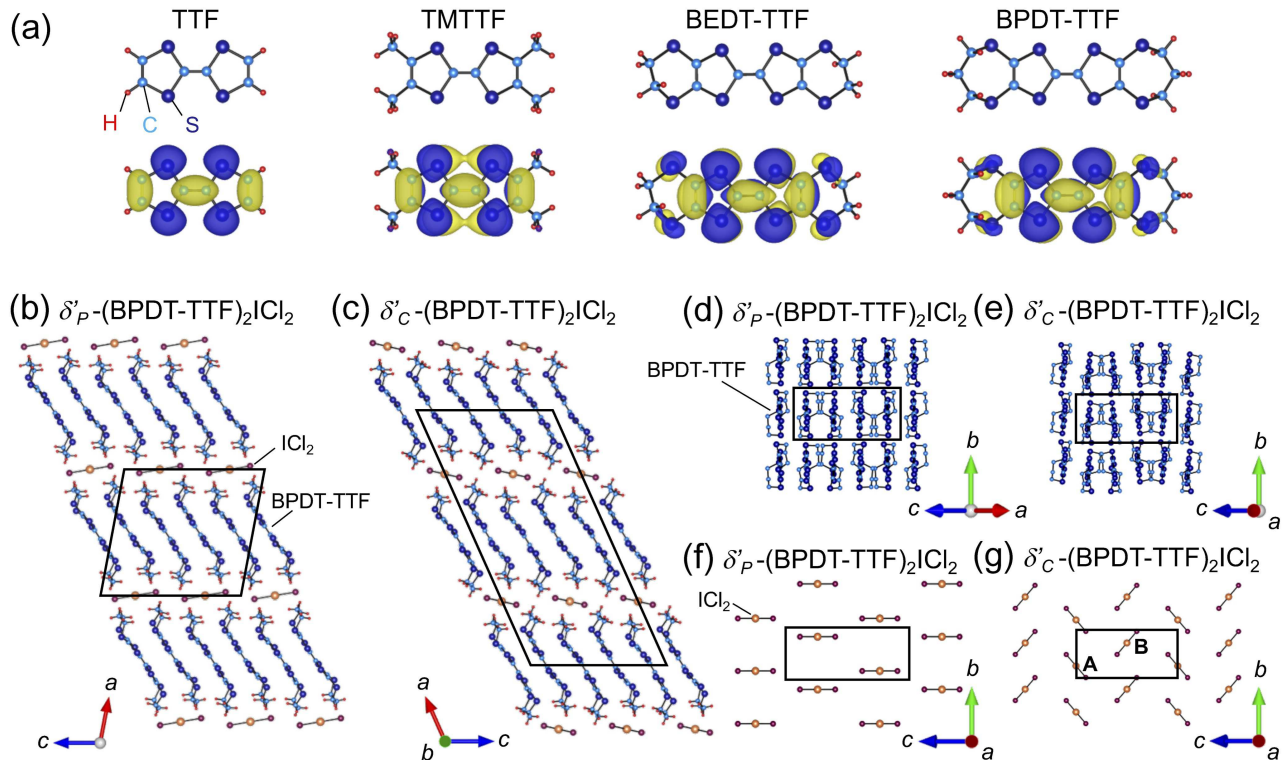 (a)
TTF TMTTF BEDT-TTF BPDT-TTF
H C S
(b) δ'P-(BPDT-TTF)2ICl2 (c) δ'C-(BPDT-TTF)2ICl2 (d) δ'P-(BPDT-TTF)2ICl2 (e) δ'C-(BPDT-TTF)2ICl2
BPDT-TTF
ICl2
BPDT-TTF
b
c a
b
c a
(f) δ'P-(BPDT-TTF)2ICl2 (g) δ'C-(BPDT-TTF)2ICl2
ICl2
A B
a
c
a
b c
b
c a
b
c a